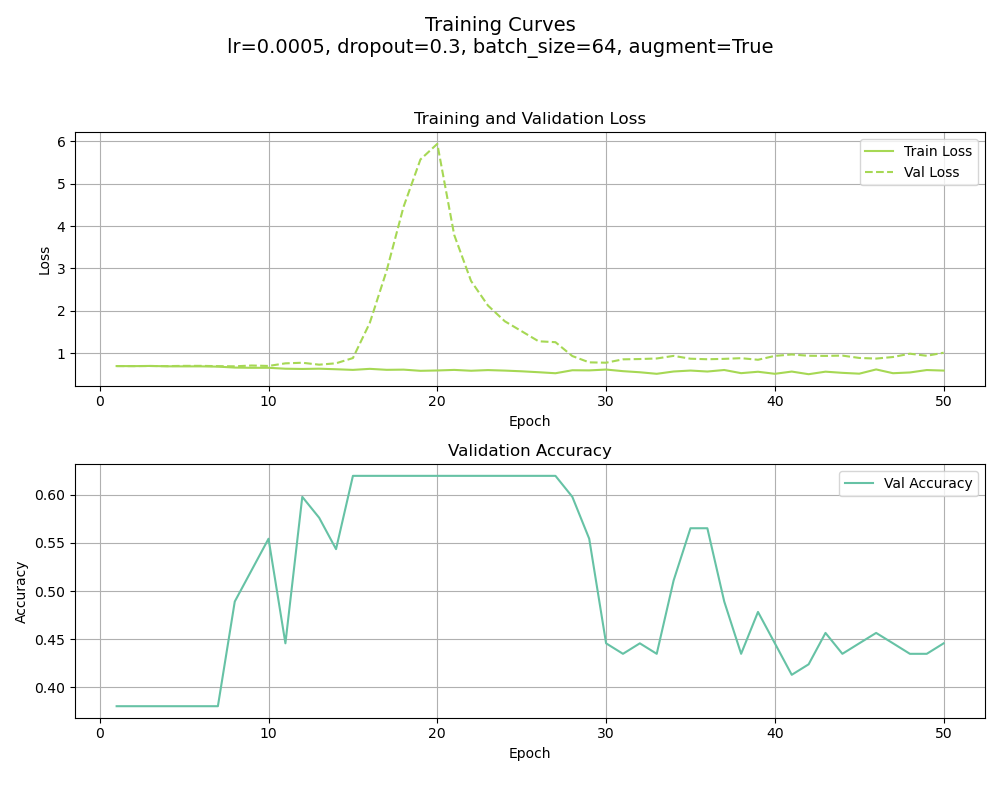 Training Curves
lr=0.0005, dropout=0.3, batch_size=64, augment=True
Training and Validation Loss
6
5
4
3
2
1
Loss
Train Loss
Val Loss
0 10 20 30 40 50
Epoch
Validation Accuracy
0.60
0.55
0.50
0.45
0.40
Accuracy
Val Accuracy
0 10 20 30 40 50
Epoch